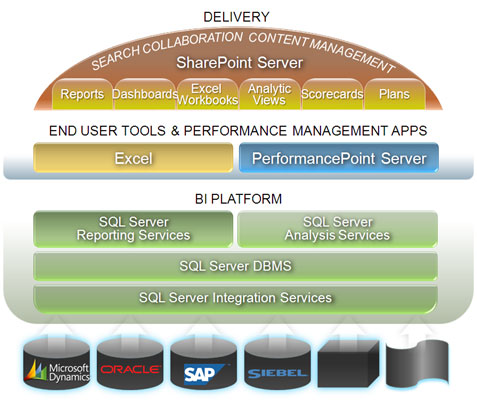 DELIVERY
SEARCH COLLABORATION CONTENT MANAGEMENT
SharePoint Server
Reports
Dashboards
Excel
Workbooks
Analytic
Views
Scorecards
Plans
END USER TOOLS & PERFORMANCE MANAGEMENT APPS
Excel
PerformancePoint Server
BI PLATFORM
SQL Server
Reporting Services
SQL Server
Analysis Services
SQL Server DBMS
SQL Server Integration Services
Microsoft
Dynamics
ORACLE
SAP
SIEBEL